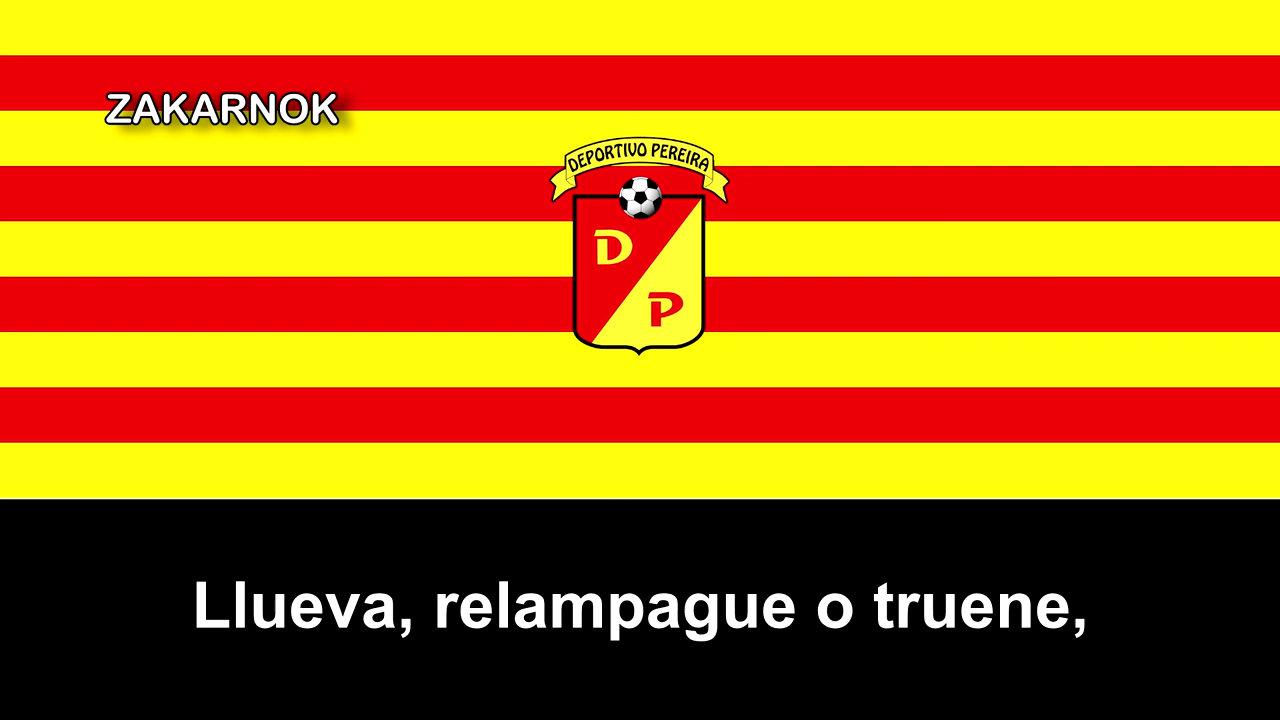 ZAKARNOK
DEPORTIVO PEREIRA
D
P
Llueva, relampague o truene,